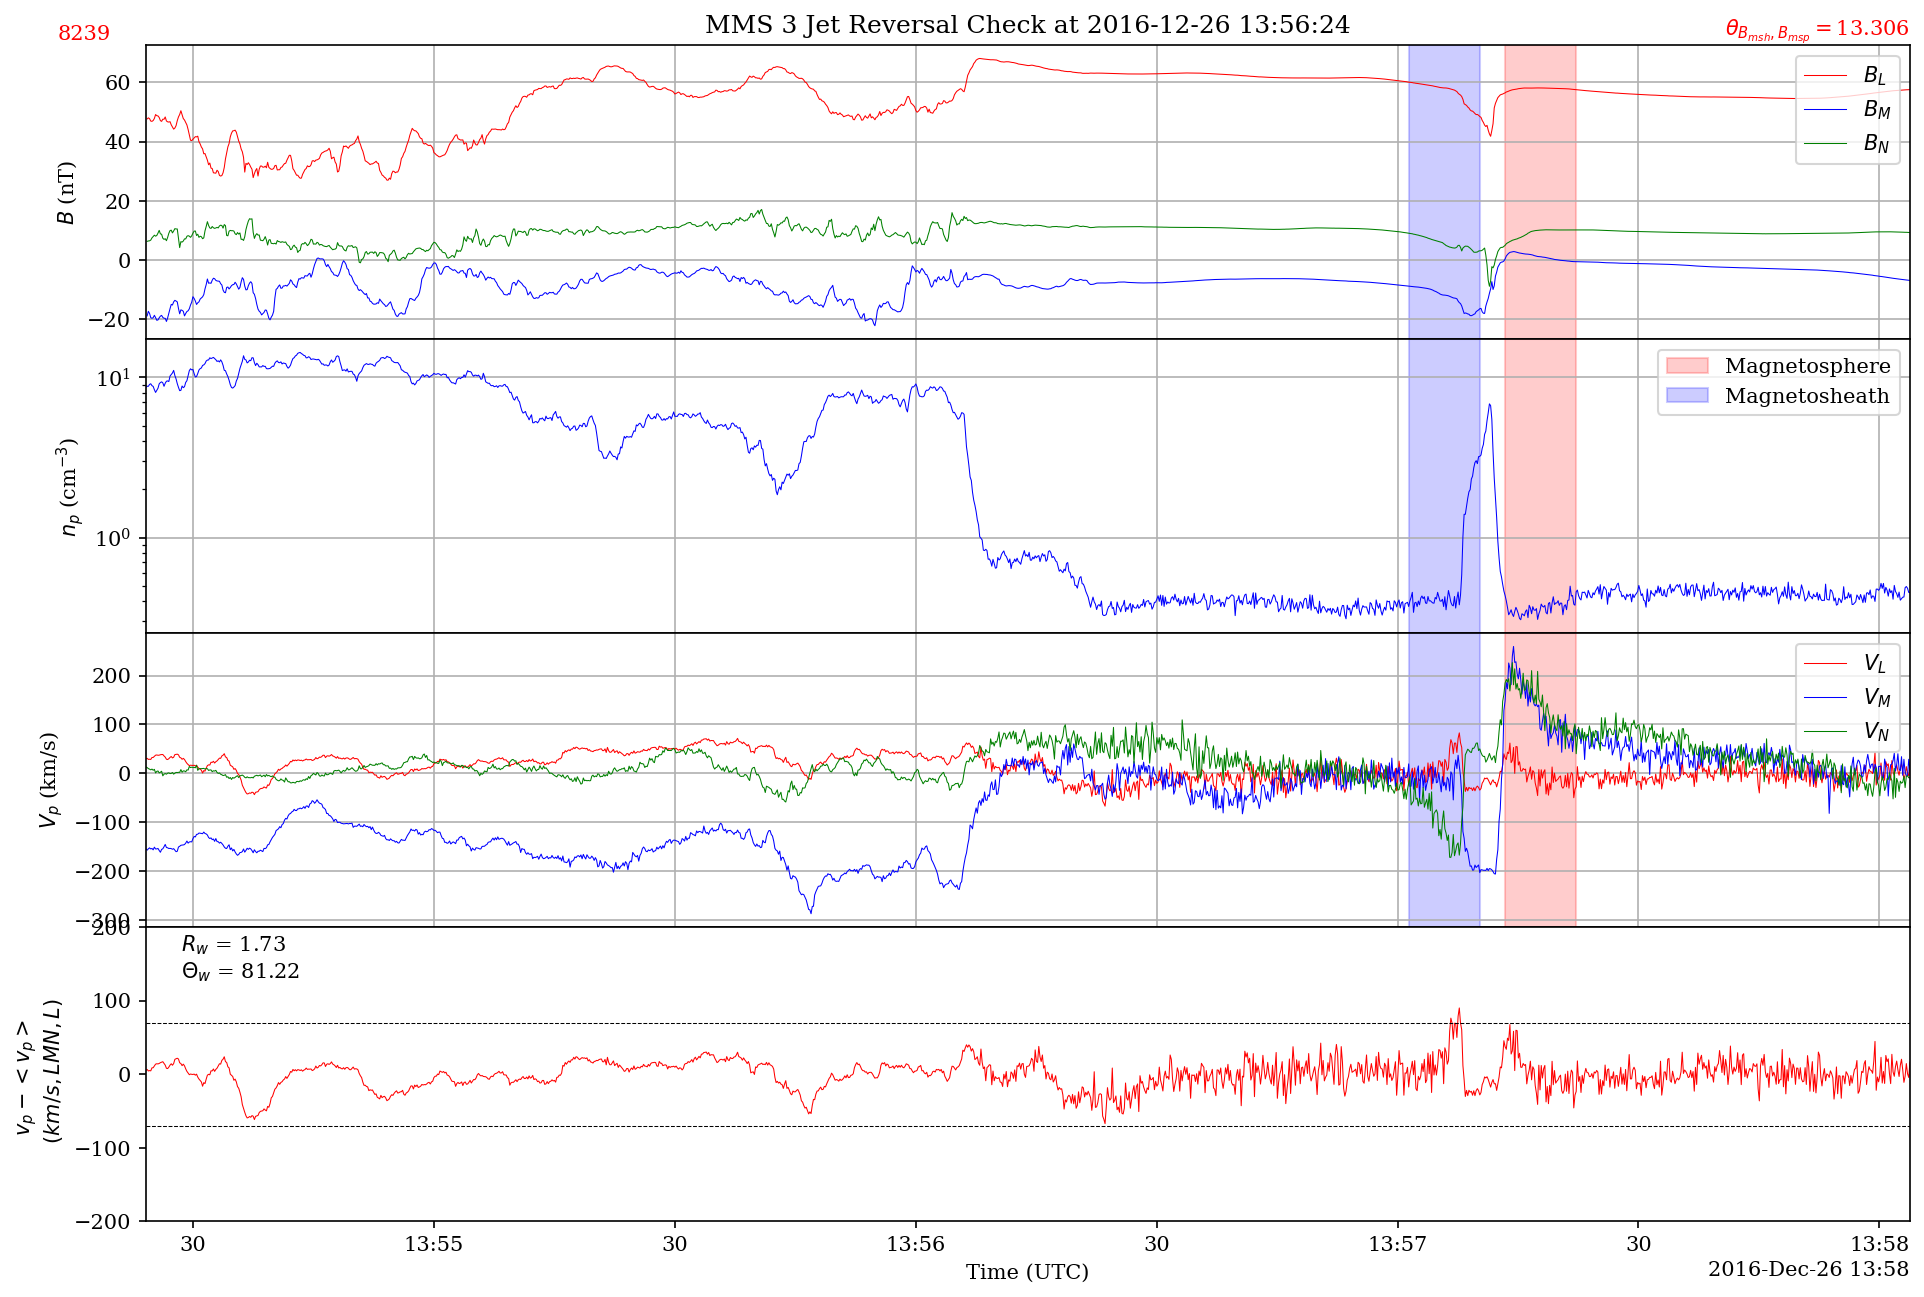 8239
MMS 3 Jet Reversal Check at 2016-12-26 13:56:24
θ_{B_{msh}, B_{msp}} = 13.306
B (nT)
60
40
20
0
−20
B_L
B_M
B_N
n_p (cm^{−3})
10^1
10^0
Magnetosphere
Magnetosheath
V_p (km/s)
200
100
0
−100
−200
−300
V_L
V_M
V_N
v_p − < v_p >
(km/s, LMN, L)
200
100
0
−100
−200
R_w = 1.73
Θ_w = 81.22
30
13:55
30
13:56
30
13:57
30
13:58
Time (UTC)
2016-Dec-26 13:58